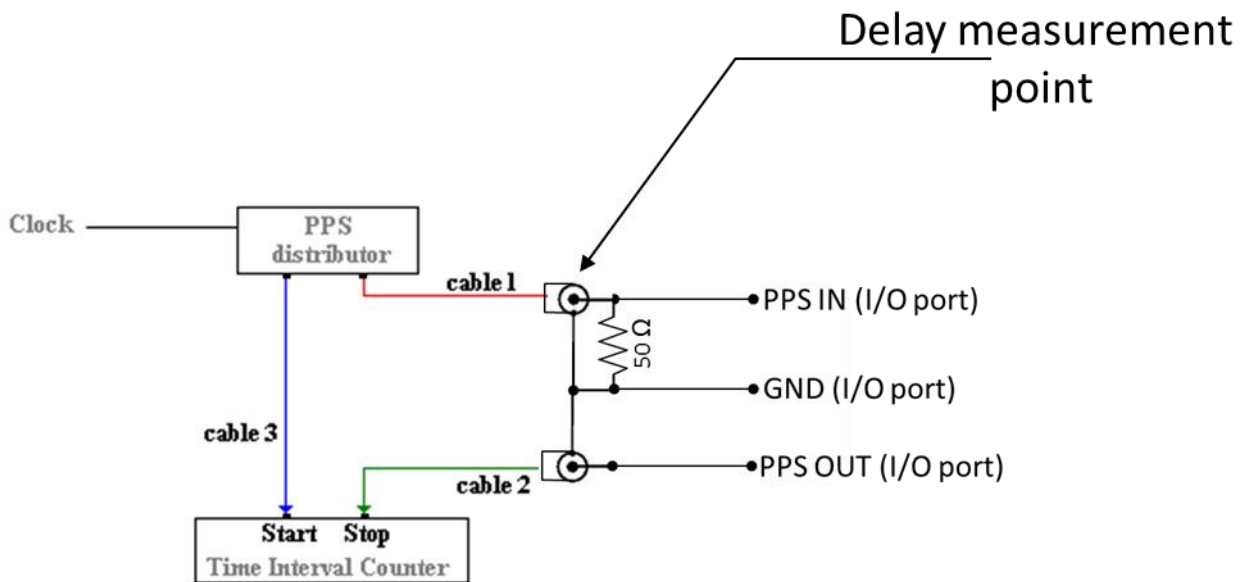 Delay measurement
point
Clock
PPS
distributor
cable 1
PPS IN (I/O port)
50 Ω
GND (I/O port)
cable 3
cable 2
PPS OUT (I/O port)
Start Stop
Time Interval Counter